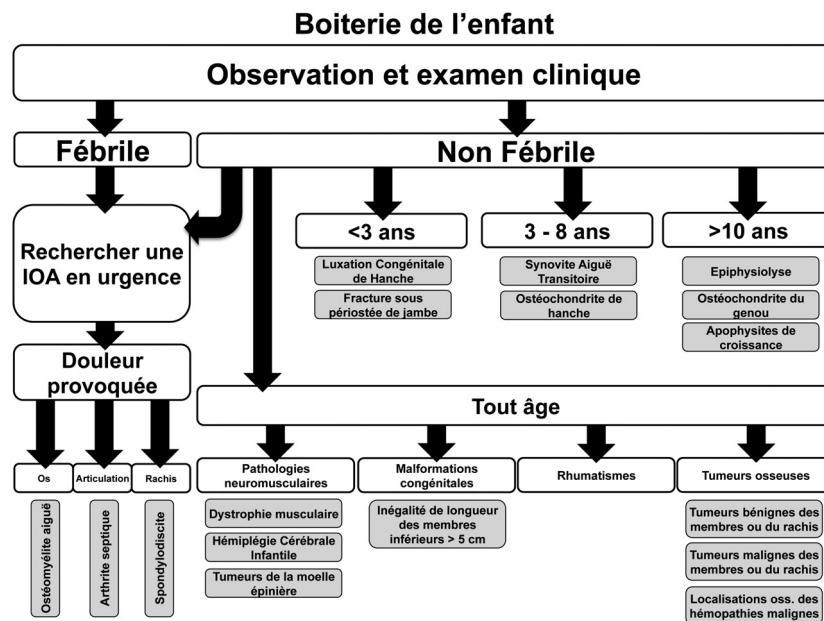 Boiterie de l'enfant
Observation et examen clinique
Fébrile
Non Fébrile
Rechercher une
IOA en urgence
<3 ans
3 - 8 ans
>10 ans
Luxation Congénitale
de Hanche
Fracture sous
périostée de jambe
Synovite Aiguë
Transitoire
Ostéochondrite de
hanche
Epiphysiolyse
Ostéochondrite du
genou
Apophysites de
croissance
Douleur
provoquée
Tout âge
Os
Articulation
Rachis
Ostéomyélite aiguë
Arthrite septique
Spondylodiscite
Pathologies
neuromusculaires
Dystrophie musculaire
Hémiplégie Cérébrale
Infantile
Tumeurs de la moelle
épinière
Malformations
congénitales
Inégalité de longueur
des membres
inférieurs > 5 cm
Rhumatismes
Tumeurs osseuses
Tumeurs bénignes des
membres ou du rachis
Tumeurs malignes des
membres ou du rachis
Localisations oss. des
hémopathies malignes